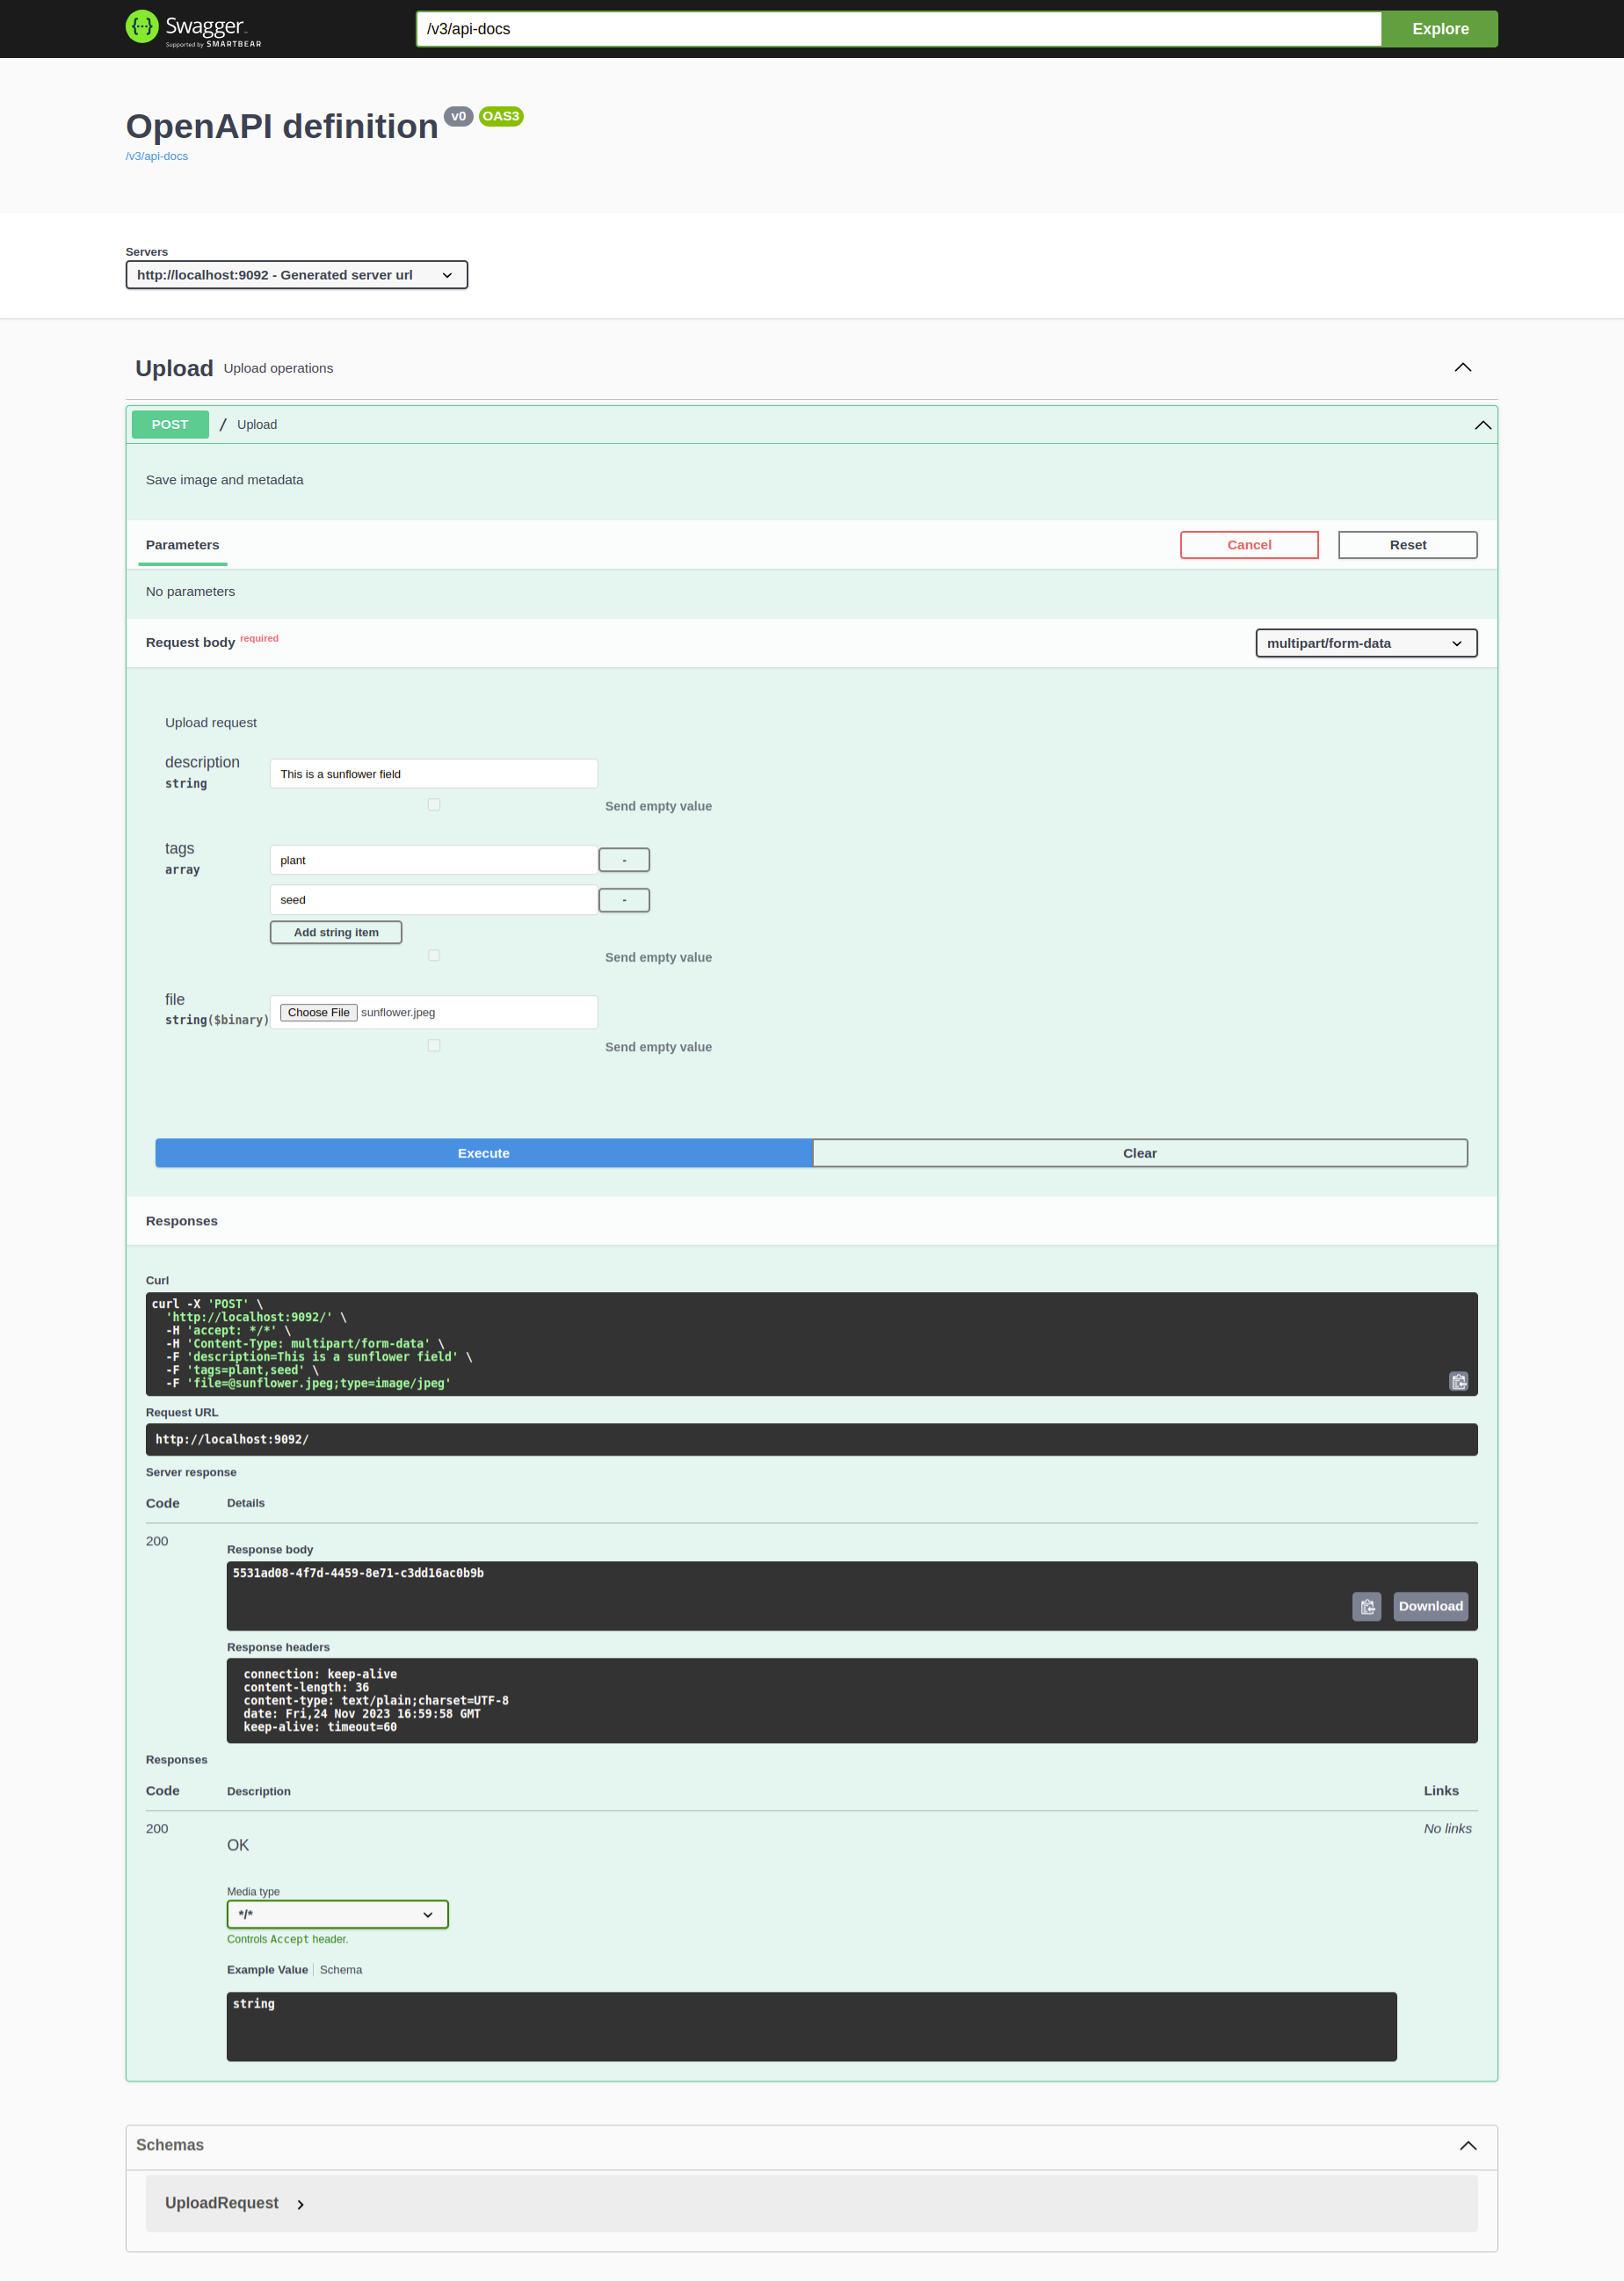 Swagger
Supported by SMARTBEAR
/v3/api-docs
Explore
OpenAPI definition v0 OAS3
/v3/api-docs
Servers
http://localhost:9092 - Generated server url
Upload Upload operations
POST / Upload
Save image and metadata
Parameters
Cancel
Reset
No parameters
Request body required
multipart/form-data
Upload request
description
string
This is a sunflower field
Send empty value
tags
array
plant
-
seed
-
Add string item
Send empty value
file
string($binary)
Choose File sunflower.jpeg
Send empty value
Execute
Clear
Responses
Curl
curl -X 'POST' \
'http://localhost:9092/' \
-H 'accept: */*' \
-H 'Content-Type: multipart/form-data' \
-F 'description=This is a sunflower field' \
-F 'tags=plant,seed' \
-F 'file=@sunflower.jpeg;type=image/jpeg'
Request URL
http://localhost:9092/
Server response
Code Details
200
Response body
5531ad08-4f7d-4459-8e71-c3dd16ac0b9b
Download
Response headers
connection: keep-alive
content-length: 36
content-type: text/plain;charset=UTF-8
date: Fri,24 Nov 2023 16:59:58 GMT
keep-alive: timeout=60
Responses
Code Description Links
200
OK
No links
Media type
*/*
Controls Accept header.
Example Value Schema
string
Schemas
UploadRequest